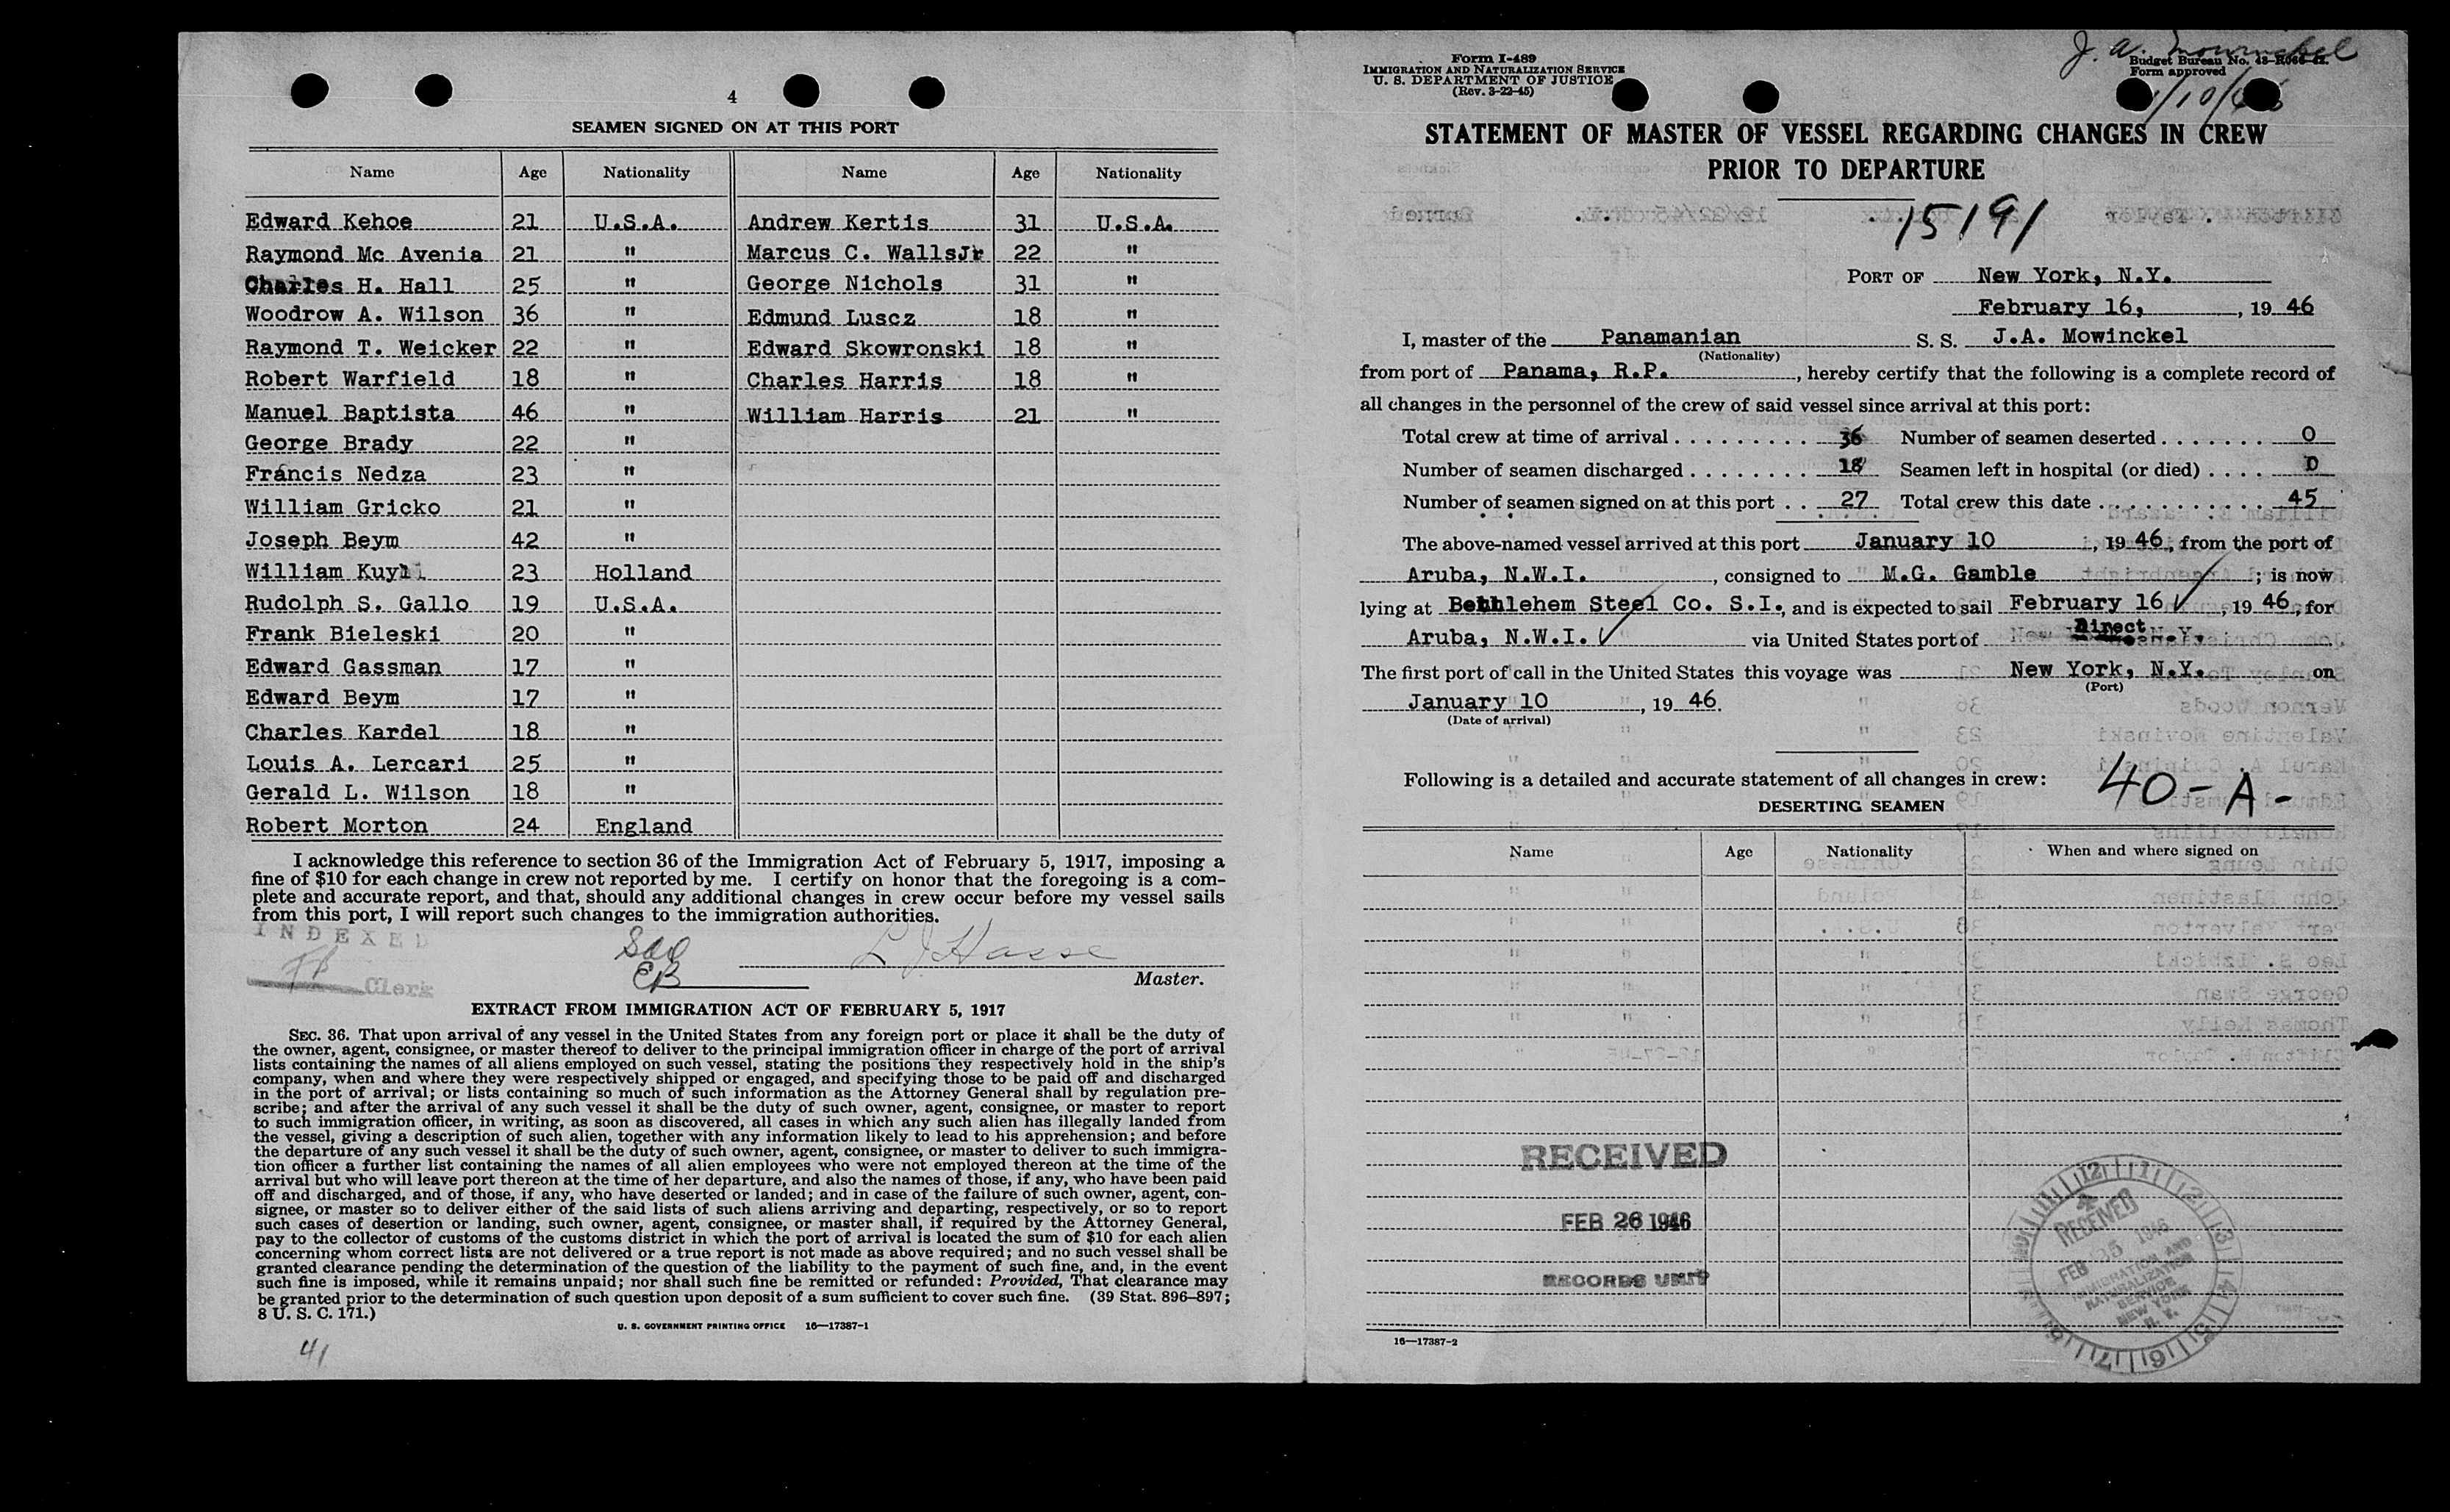 4
SEAMEN SIGNED ON AT THIS PORT
Name Age Nationality Name Age Nationality
Edward Kehoe 21 U.S.A. Andrew Kertis 31 U.S.A.
Raymond Mc Avenia 21 " Marcus C. WallsJr 22 "
Charles H. Hall 25 " George Nichols 31 "
Woodrow A. Wilson 36 " Edmund Luscz 18 "
Raymond T. Weicker 22 " Edward Skowronski 18 "
Robert Warfield 18 " Charles Harris 18 "
Manuel Baptista 46 " William Harris 21 "
George Brady 22 "
Francis Nedza 23 "
William Gricko 21 "
Joseph Beym 42 "
William Kuyl 23 Holland
Rudolph S. Gallo 19 U.S.A.
Frank Bieleski 20 "
Edward Gassman 17 "
Edward Beym 17 "
Charles Kardel 18 "
Louis A. Lercari 25 "
Gerald L. Wilson 18 "
Robert Morton 24 England
I acknowledge this reference to section 36 of the Immigration Act of February 5, 1917, imposing a
fine of $10 for each change in crew not reported by me. I certify on honor that the foregoing is a com-
plete and accurate report, and that, should any additional changes in crew occur before my vessel sails
from this port, I will report such changes to the immigration authorities.
INDEXED
Clerk
EB
L J Hasse
Master.
EXTRACT FROM IMMIGRATION ACT OF FEBRUARY 5, 1917
SEC. 36. That upon arrival of any vessel in the United States from any foreign port or place it shall be the duty of
the owner, agent, consignee, or master thereof to deliver to the principal immigration officer in charge of the port of arrival
lists containing the names of all aliens employed on such vessel, stating the positions they respectively hold in the ship's
company, when and where they were respectively shipped or engaged, and specifying those to be paid off and discharged
in the port of arrival; or lists containing so much of such information as the Attorney General shall by regulation pre-
scribe; and after the arrival of any such vessel it shall be the duty of such owner, agent, consignee, or master to report
to such immigration officer, in writing, as soon as discovered, all cases in which any such alien has illegally landed from
the vessel, giving a description of such alien, together with any information likely to lead to his apprehension; and before
the departure of any such vessel it shall be the duty of such owner, agent, consignee, or master to deliver to such immigra-
tion officer a further list containing the names of all alien employees who were not employed thereon at the time of the
arrival but who will leave port thereon at the time of her departure, and also the names of those, if any, who have been paid
off and discharged, and of those, if any, who have deserted or landed; and in case of the failure of such owner, agent, con-
signee, or master so to deliver either of the said lists of such aliens arriving and departing, respectively, or so to report
such cases of desertion or landing, such owner, agent, consignee, or master shall, if required by the Attorney General,
pay to the collector of customs of the customs district in which the port of arrival is located the sum of $10 for each alien
concerning whom correct lists are not delivered or a true report is not made as above required; and no such vessel shall be
granted clearance pending the determination of the question of the liability to the payment of such fine, and, in the event
such fine is imposed, while it remains unpaid; nor shall such fine be remitted or refunded: Provided, That clearance may
be granted prior to the determination of such question upon deposit of a sum sufficient to cover such fine. (39 Stat. 896-897;
8 U. S. C. 171.)
U. S. GOVERNMENT PRINTING OFFICE 16—17387-1
41
Form I-489
IMMIGRATION AND NATURALIZATION SERVICE
U. S. DEPARTMENT OF JUSTICE
(Rev. 3-22-45)
J. A. Mowinckel
Budget Bureau No.
Form approved
1/10/46
STATEMENT OF MASTER OF VESSEL REGARDING CHANGES IN CREW
PRIOR TO DEPARTURE
15191
PORT OF New York, N.Y.
February 16, , 19 46
I, master of the Panamanian S. S. J.A. Mowinckel
(Nationality)
from port of Panama, R.P. , hereby certify that the following is a complete record of
all changes in the personnel of the crew of said vessel since arrival at this port:
Total crew at time of arrival 36 Number of seamen deserted 0
Number of seamen discharged 18 Seamen left in hospital (or died) 0
Number of seamen signed on at this port 27 Total crew this date 45
The above-named vessel arrived at this port January 10 , 19 46, from the port of
Aruba, N.W.I. , consigned to M.G. Gamble ; is now
lying at Bethlehem Steel Co. S.I., and is expected to sail February 16 , 19 46, for
Aruba, N.W.I. via United States port of Direct
The first port of call in the United States this voyage was New York, N.Y. on
(Port)
January 10 , 19 46.
(Date of arrival)
Following is a detailed and accurate statement of all changes in crew:
40-A-
DESERTING SEAMEN
Name Age Nationality When and where signed on
RECEIVED
FEB 26 1946
RECORDS UNIT
12 1 2 3 4 5 6 7
RECEIVED
FEB 25 1946
IMMIGRATION AND
NATURALIZATION
SERVICE
NEW YORK
N. Y.
16—17387-2